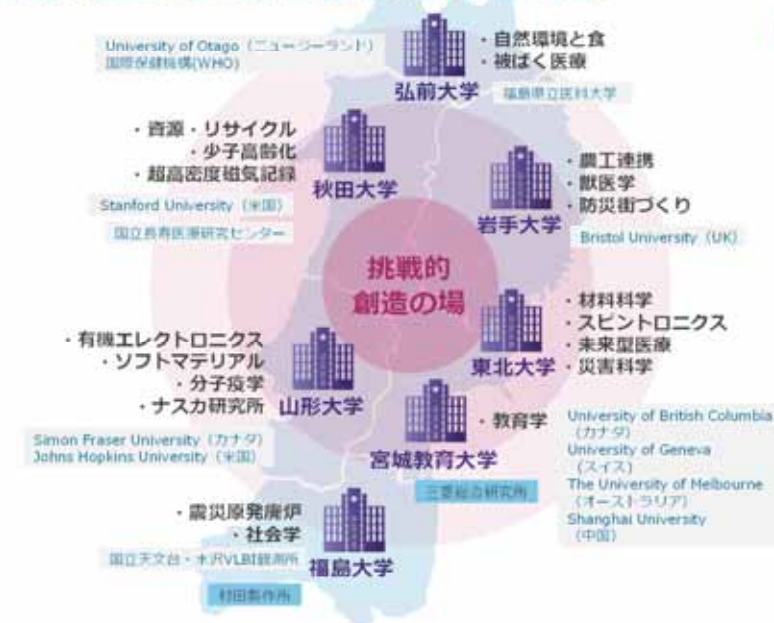 University of Otago（ニュージーランド）
国際保健機構(WHO)
・自然環境と食
・被ばく医療
弘前大学
福島県立医科大学
・資源・リサイクル
・少子高齢化
・超高密度磁気記録
秋田大学
Stanford University（米国）
国立長寿医療研究センター
・農工連携
・獣医学
・防災街づくり
岩手大学
Bristol University（UK）
挑戦的
創造の場
・材料科学
・スピントロニクス
・未来型医療
・災害科学
東北大学
・有機エレクトロニクス
・ソフトマテリアル
・分子疫学
・ナスカ研究所
山形大学
Simon Fraser University（カナダ）
Johns Hopkins University（米国）
・教育学
宮城教育大学
三菱総合研究所
University of British Columbia
（カナダ）
University of Geneva
（スイス）
The University of Melbourne
（オーストラリア）
Shanghai University
（中国）
・震災原発廃炉
・社会学
福島大学
国立天文台・水沢VLBI観測所
村田製作所